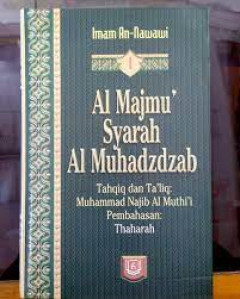 Imam An-Nawawi
1
Al Majmu'
Syarah
Al Muhadzdzab
Tahqiq dan Ta'liq:
Muhammad Najib Al Muthi'i
Pembahasan:
Thaharah